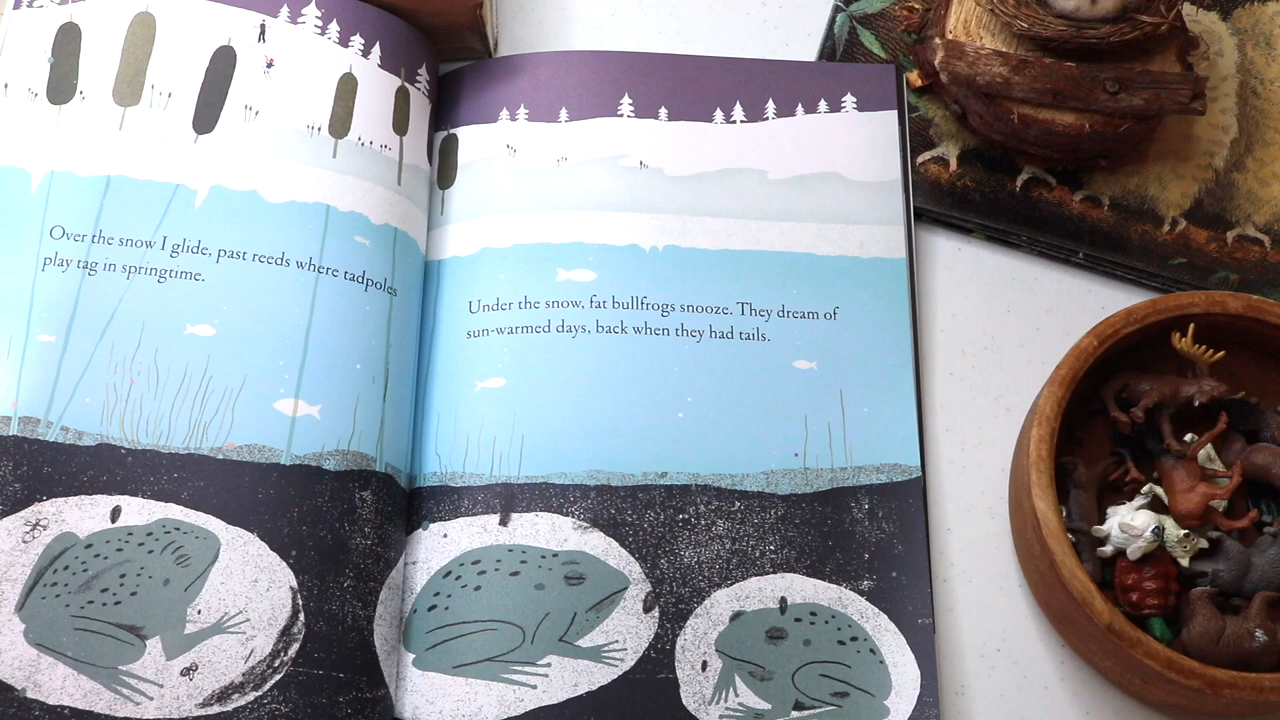 Over the snow I glide, past reeds where tadpoles
play tag in springtime.
Under the snow, fat bullfrogs snooze. They dream of
sun-warmed days, back when they had tails.